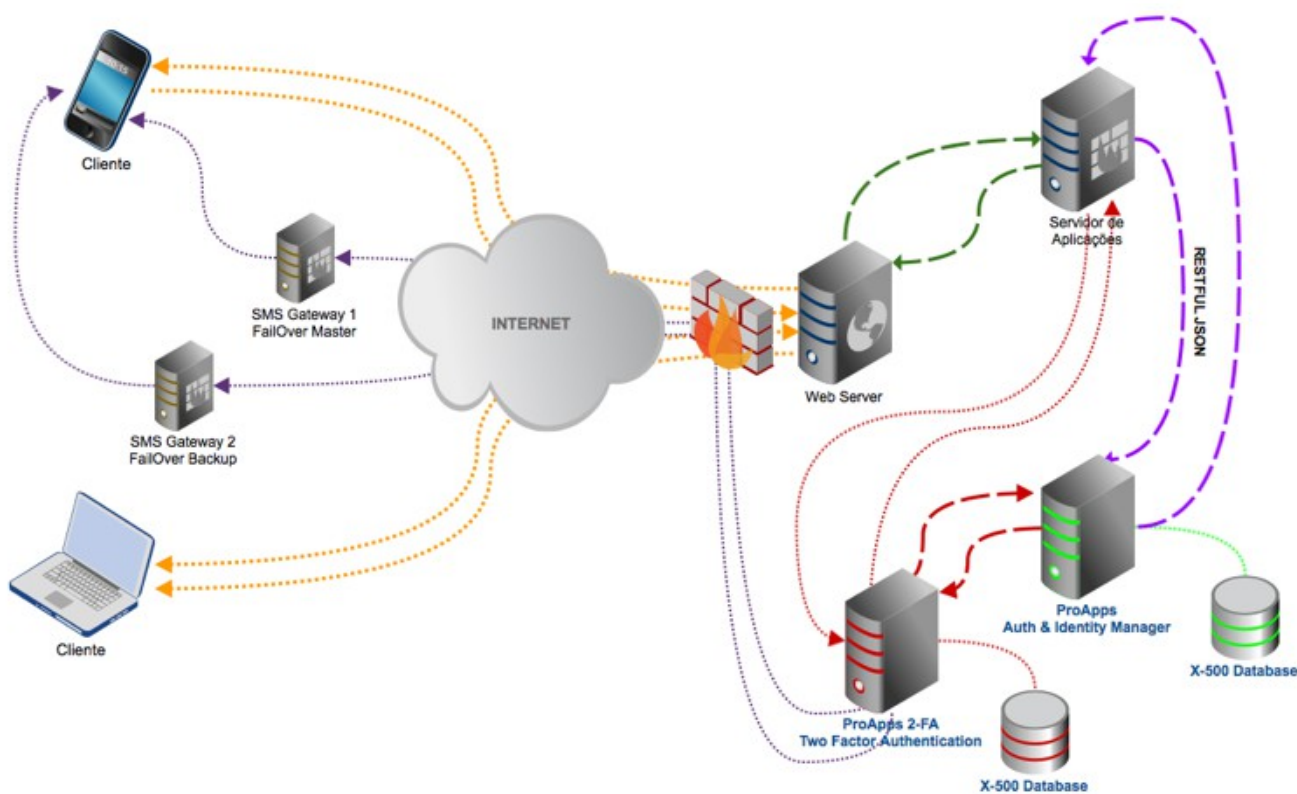 Cliente
SMS Gateway 1
FailOver Master
SMS Gateway 2
FailOver Backup
Cliente
INTERNET
Web Server
Servidor de
Aplicações
RESTFUL JSON
ProApps
Auth & Identity Manager
X-500 Database
ProApps 2-FA
Two Factor Authentication
X-500 Database